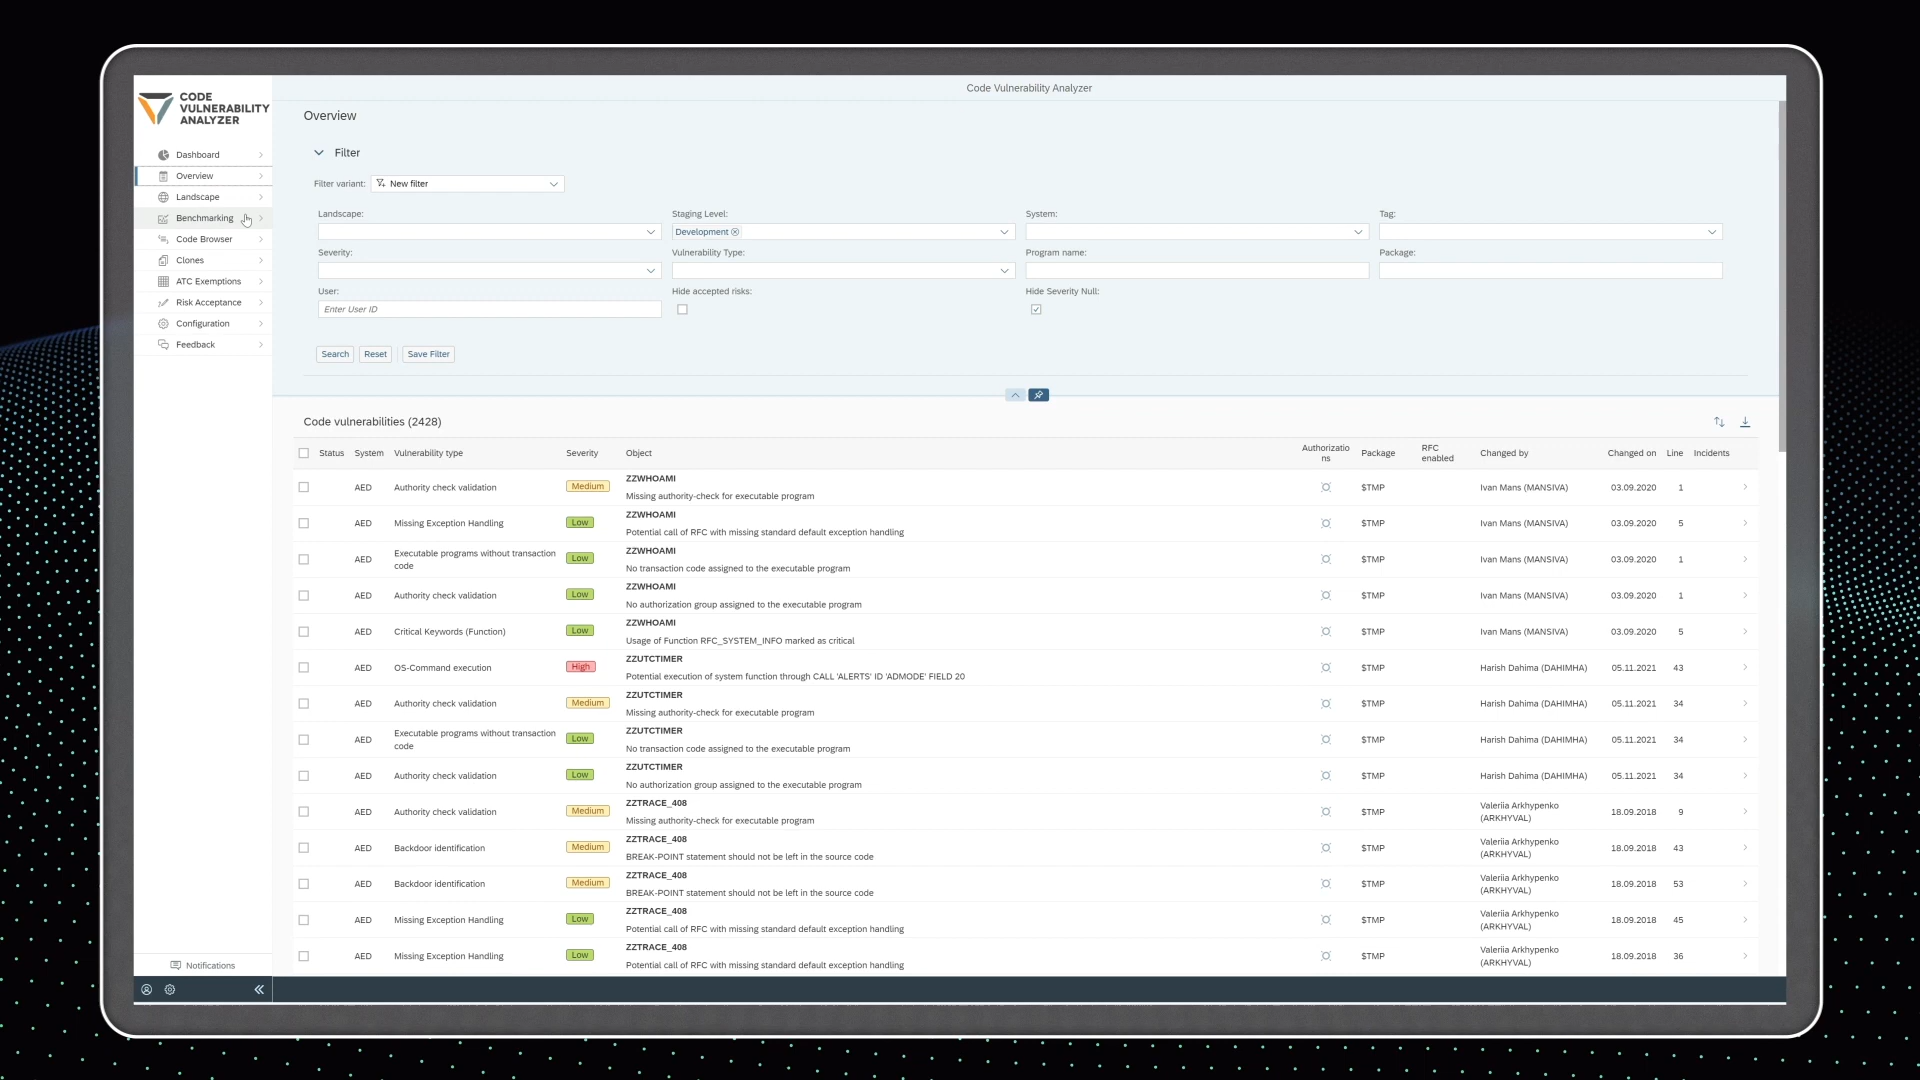 CODE
VULNERABILITY
ANALYZER
Code Vulnerability Analyzer
Dashboard
Overview
Landscape
Benchmarking
Code Browser
Clones
ATC Exemptions
Risk Acceptance
Configuration
Feedback
Notifications
Overview
Filter
Filter variant: New filter
Landscape: Staging Level: System: Tag:
Development
Severity: Vulnerability Type: Program name: Package:
User: Hide accepted risks: Hide Severity Null:
Enter User ID
Search Reset Save Filter
Code vulnerabilities (2428)
Status System Vulnerability type Severity Object Authorizatio
ns Package RFC
enabled Changed by Changed on Line Incidents
ZZWHOAMI
AED Authority check validation Medium $TMP Ivan Mans (MANSIVA) 03.09.2020 1
Missing authority-check for executable program
ZZWHOAMI
AED Missing Exception Handling Low $TMP Ivan Mans (MANSIVA) 03.09.2020 5
Potential call of RFC with missing standard default exception handling
ZZWHOAMI
AED Executable programs without transaction
code Low $TMP Ivan Mans (MANSIVA) 03.09.2020 1
No transaction code assigned to the executable program
ZZWHOAMI
AED Authority check validation Low $TMP Ivan Mans (MANSIVA) 03.09.2020 1
No authorization group assigned to the executable program
ZZWHOAMI
AED Critical Keywords (Function) Low $TMP Ivan Mans (MANSIVA) 03.09.2020 5
Usage of Function RFC_SYSTEM_INFO marked as critical
ZZUTCTIMER
AED OS-Command execution High $TMP Harish Dahima (DAHIMHA) 05.11.2021 43
Potential execution of system function through CALL 'ALERTS' ID 'ADMODE' FIELD 20
ZZUTCTIMER
AED Authority check validation Medium $TMP Harish Dahima (DAHIMHA) 05.11.2021 34
Missing authority-check for executable program
ZZUTCTIMER
AED Executable programs without transaction
code Low $TMP Harish Dahima (DAHIMHA) 05.11.2021 34
No transaction code assigned to the executable program
ZZUTCTIMER
AED Authority check validation Low $TMP Harish Dahima (DAHIMHA) 05.11.2021 34
No authorization group assigned to the executable program
ZZTRACE_408
AED Authority check validation Medium $TMP Valeriia Arkhypenko
(ARKHYVAL) 18.09.2018 9
Missing authority-check for executable program
ZZTRACE_408
AED Backdoor identification Medium $TMP Valeriia Arkhypenko
(ARKHYVAL) 18.09.2018 43
BREAK-POINT statement should not be left in the source code
ZZTRACE_408
AED Backdoor identification Medium $TMP Valeriia Arkhypenko
(ARKHYVAL) 18.09.2018 53
BREAK-POINT statement should not be left in the source code
ZZTRACE_408
AED Missing Exception Handling Low $TMP Valeriia Arkhypenko
(ARKHYVAL) 18.09.2018 45
Potential call of RFC with missing standard default exception handling
ZZTRACE_408
AED Missing Exception Handling Low $TMP Valeriia Arkhypenko
(ARKHYVAL) 18.09.2018 36
Potential call of RFC with missing standard default exception handling